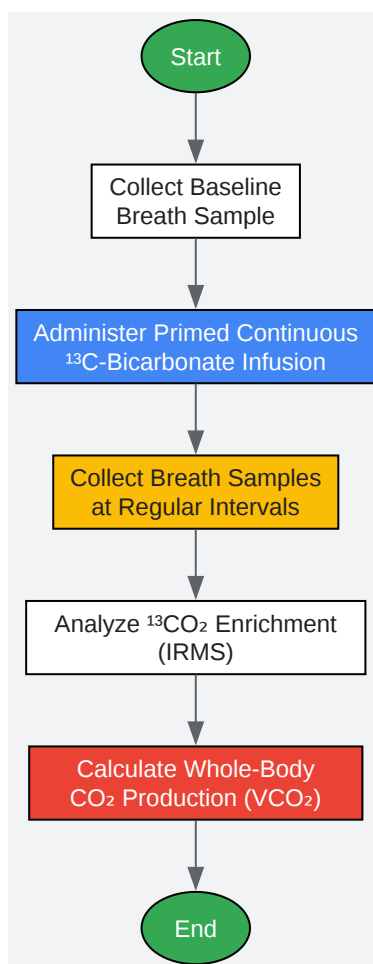 Start
Collect Baseline
Breath Sample
Administer Primed Continuous
¹³C-Bicarbonate Infusion
Collect Breath Samples
at Regular Intervals
Analyze ¹³CO₂ Enrichment
(IRMS)
Calculate Whole-Body
CO₂ Production (VCO₂)
End